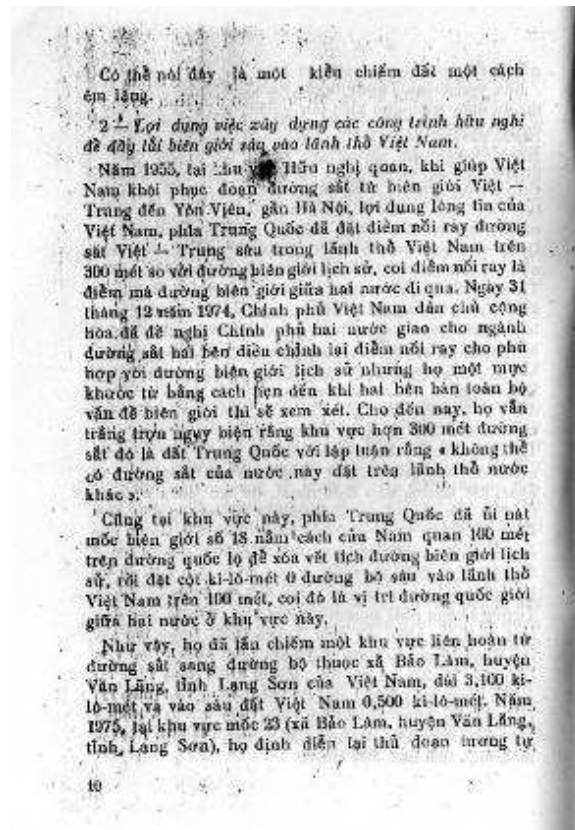 Có thể nói đây là một kiểu chiếm đất một cách
êm lặng.
2 — Lợi dụng việc xây dựng các công trình hữu nghị
để đẩy lùi biên giới sâu vào lãnh thổ Việt Nam.
Năm 1955, tại khu vực Hữu nghị quan, khi giúp Việt
Nam khôi phục đoạn đường sắt từ biên giới Việt —
Trung đến Yên Viên, gần Hà Nội, lợi dụng lòng tin của
Việt Nam, phía Trung Quốc đã đặt điểm nối ray đường
sắt Việt — Trung sâu trong lãnh thổ Việt Nam trên
300 mét so với đường biên giới lịch sử, coi điểm nối ray là
điểm mà đường biên giới giữa hai nước đi qua. Ngày 31
tháng 12 năm 1974, Chính phủ Việt Nam dân chủ cộng
hòa đã đề nghị Chính phủ hai nước giao cho ngành
đường sắt hai bên điều chỉnh lại điểm nối ray cho phù
hợp với đường biên giới lịch sử nhưng họ một mực
khước từ bằng cách hẹn đến khi hai bên bàn toàn bộ
vấn đề biên giới thì sẽ xem xét. Cho đến nay, họ vẫn
trắng trợn ngụy biện rằng khu vực hơn 300 mét đường
sắt đó là đất Trung Quốc với lập luận rằng « không thể
có đường sắt của nước này đặt trên lãnh thổ nước
khác ».
Cũng tại khu vực này, phía Trung Quốc đã ủi nát
mốc biên giới số 18 nằm cách cửa Nam quan 100 mét
trên đường quốc lộ để xóa vết tích đường biên giới lịch
sử, rồi đặt cột ki-lô-mét 0 đường bộ sâu vào lãnh thổ
Việt Nam trên 100 mét, coi đó là vị trí đường quốc giới
giữa hai nước ở khu vực này.
Như vậy, họ đã lấn chiếm một khu vực liên hoàn từ
đường sắt sang đường bộ thuộc xã Bảo Lâm, huyện
Văn Lãng, tỉnh Lạng Sơn của Việt Nam, dài 3,100 ki-
lô-mét và vào sâu đất Việt Nam 0,500 ki-lô-mét. Năm
1975, tại khu vực mốc 23 (xã Bảo Lâm, huyện Văn Lãng,
tỉnh Lạng Sơn), họ định diễn lại thủ đoạn tương tự
10